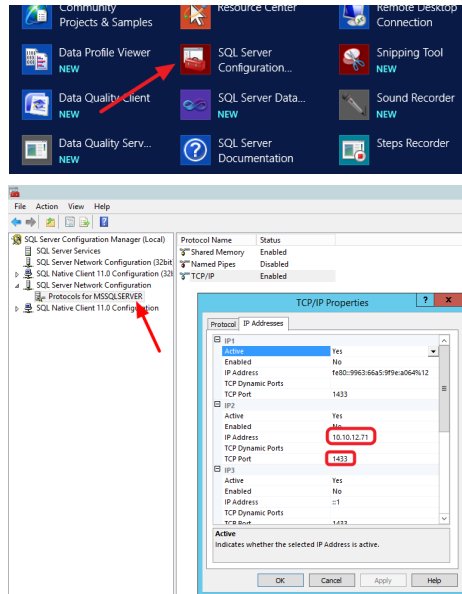 Community
Projects & Samples
Resource Center
Remote Desktop
Connection
Data Profile Viewer
NEW
SQL Server
Configuration...
Snipping Tool
NEW
Data Quality Client
NEW
SQL Server Data...
NEW
Sound Recorder
NEW
Data Quality Serv...
NEW
SQL Server
Documentation
Steps Recorder
File Action View Help
SQL Server Configuration Manager (Local)
SQL Server Services
SQL Server Network Configuration (32bit
SQL Native Client 11.0 Configuration (32
SQL Server Network Configuration
Protocols for MSSQLSERVER
SQL Native Client 11.0 Configuration
Protocol Name Status
Shared Memory Enabled
Named Pipes Disabled
TCP/IP Enabled
TCP/IP Properties ? x
Protocol IP Addresses
IP1
Active Yes
Enabled No
IP Address fe80::9963:66a5:9f9e:a064%12
TCP Dynamic Ports
TCP Port 1433
IP2
Active Yes
Enabled No
IP Address 10.10.12.71
TCP Dynamic Ports
TCP Port 1433
IP3
Active Yes
Enabled No
IP Address ::1
TCP Dynamic Ports
TCP Port 1433
Active
Indicates whether the selected IP Address is active.
OK Cancel Apply Help